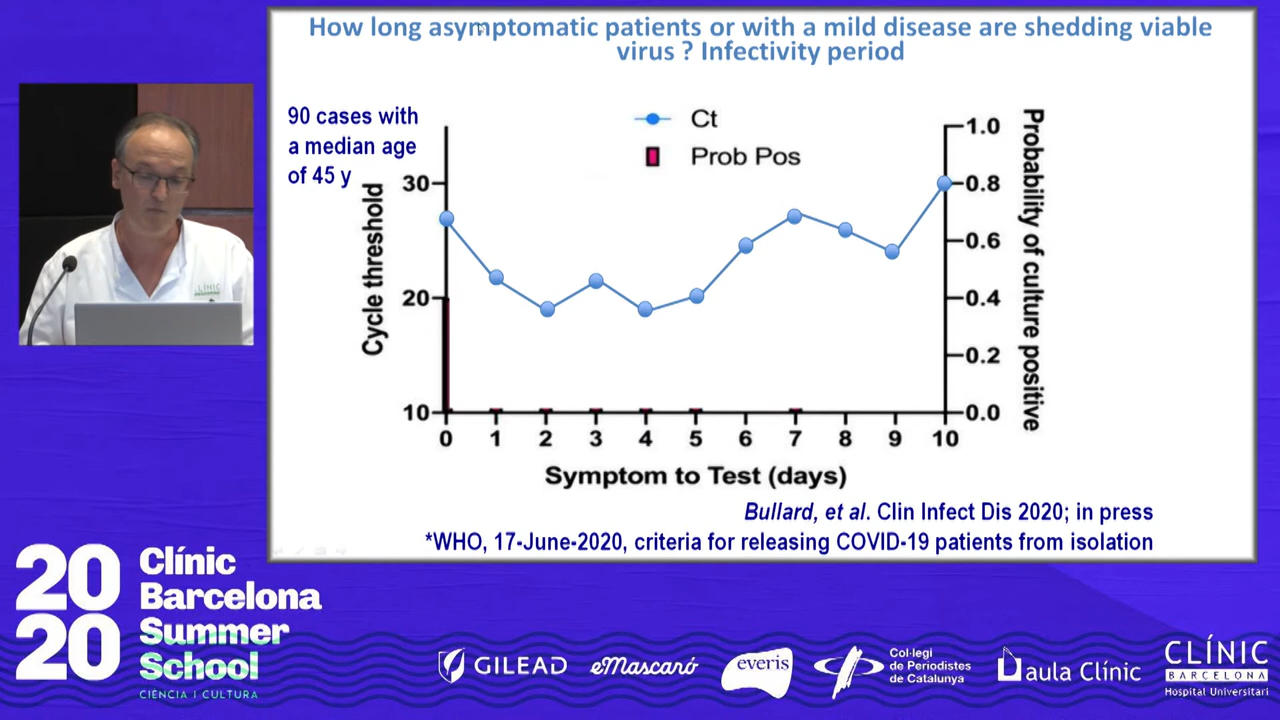 How long asymptomatic patients or with a mild disease are shedding viable
virus ? Infectivity period
90 cases with
a median age
of 45 y
Ct
Prob Pos
Cycle threshold
30
20
10
1.0
0.8
0.6
0.4
0.2
0.0
Probability of culture positive
0 1 2 3 4 5 6 7 8 9 10
Symptom to Test (days)
Bullard, et al. Clin Infect Dis 2020; in press
*WHO, 17-June-2020, criteria for releasing COVID-19 patients from isolation
CLÍNIC
20
20
Clínic
Barcelona
Summer
School
CIÈNCIA I CULTURA
GILEAD
eMascaró
everis
Col·legi
de Periodistes
de Catalunya
aula Clínic
CLÍNIC
BARCELONA
Hospital Universitari